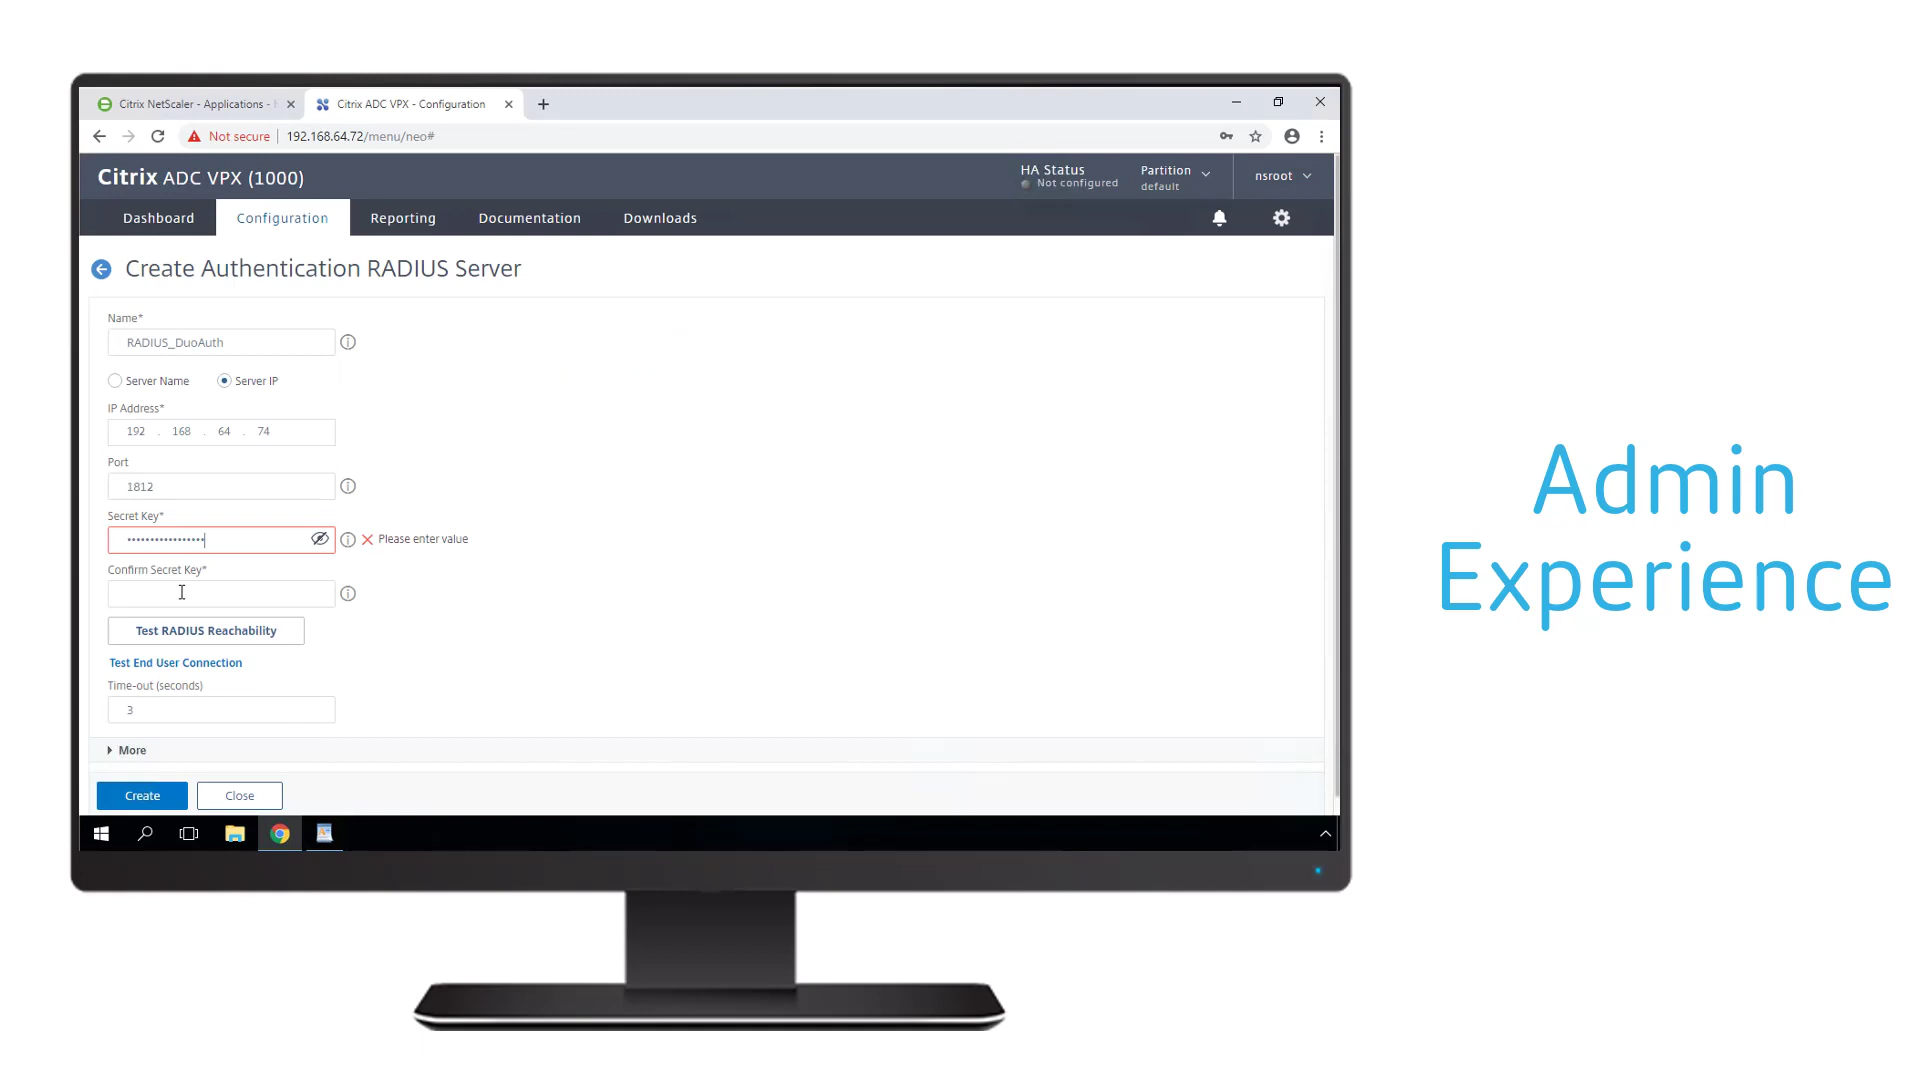 Citrix NetScaler - Applications -
Citrix ADC VPX - Configuration
Not secure
192.168.64.72/menu/neo#
Citrix ADC VPX (1000)
HA Status
Not configured
Partition
default
nsroot
Dashboard
Configuration
Reporting
Documentation
Downloads
Create Authentication RADIUS Server
Name*
RADIUS_DuoAuth
Server Name
Server IP
IP Address*
192 . 168 . 64 . 74
Port
1812
Secret Key*
•••••••••••••••••
Please enter value
Confirm Secret Key*
Test RADIUS Reachability
Test End User Connection
Time-out (seconds)
3
More
Create
Close
Admin
Experience